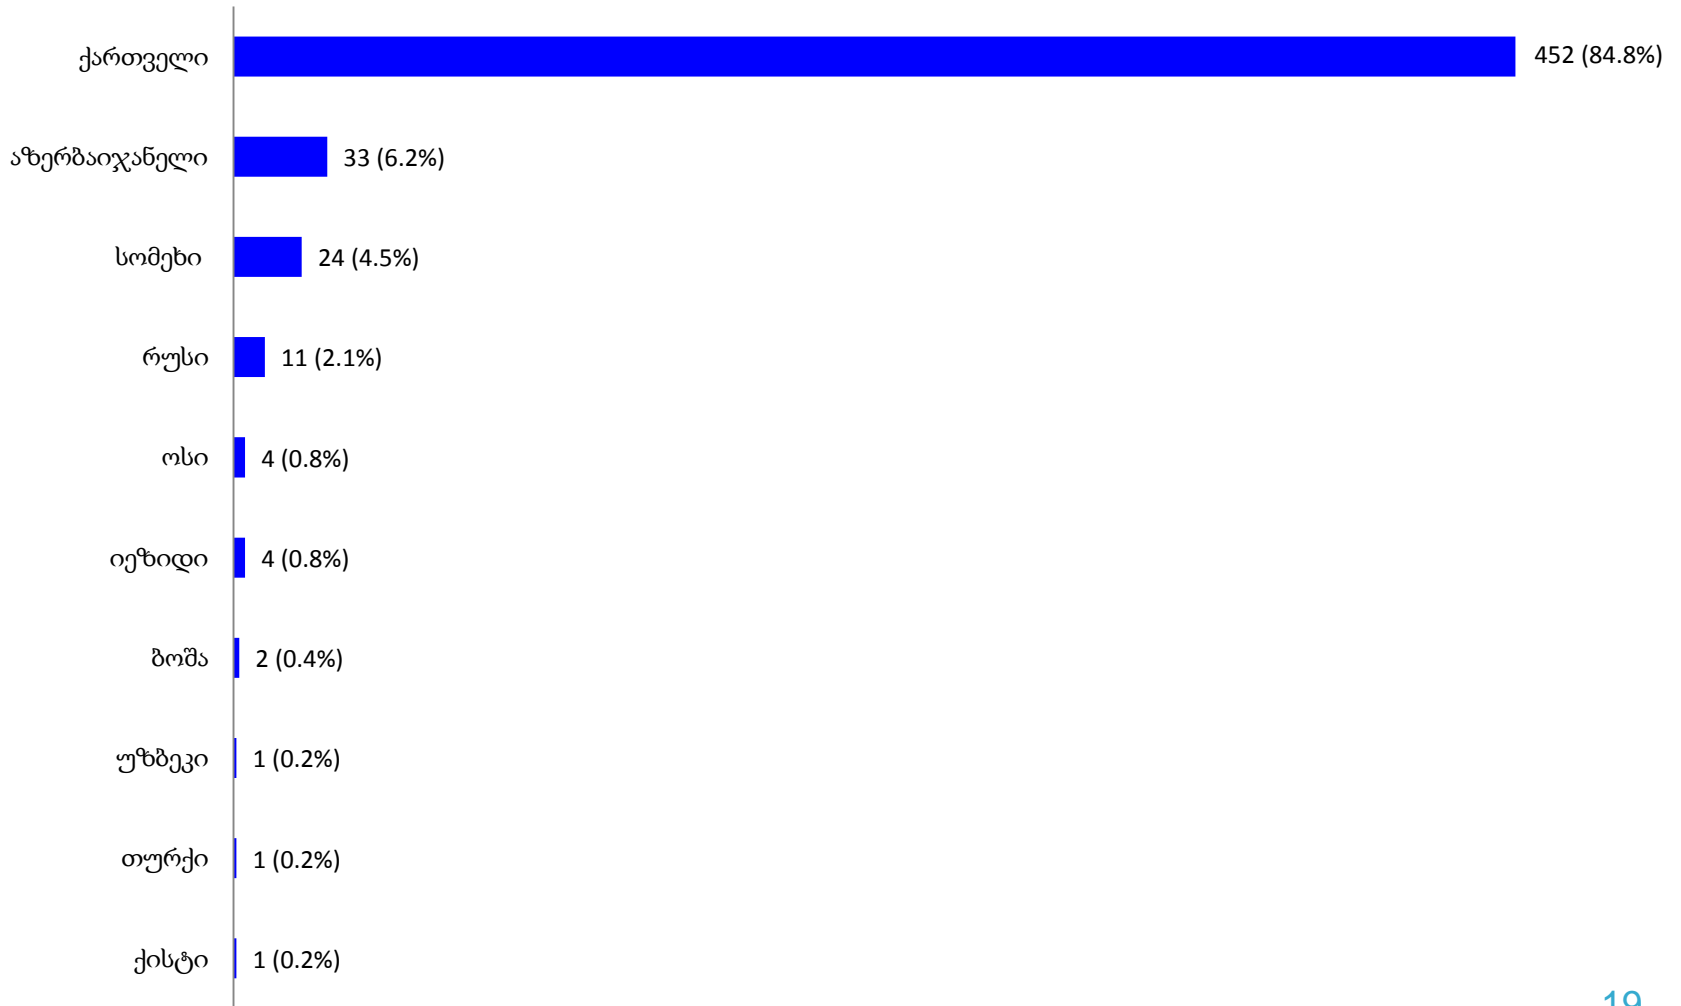 ქართველი 452 (84.8%)
აზერბაიჯანელი 33 (6.2%)
სომეხი 24 (4.5%)
რუსი 11 (2.1%)
ოსი 4 (0.8%)
იეზიდი 4 (0.8%)
ბოშა 2 (0.4%)
უზბეკი 1 (0.2%)
თურქი 1 (0.2%)
ქისტი 1 (0.2%)
19